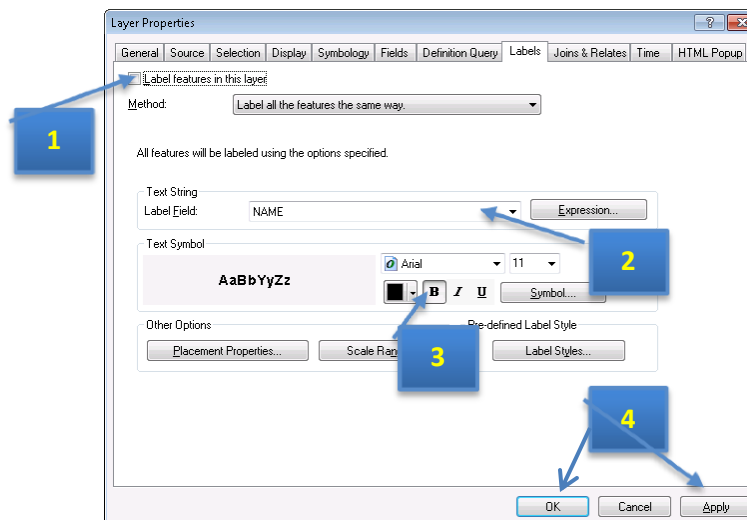 Layer Properties
General Source Selection Display Symbology Fields Definition Query Labels Joins & Relates Time HTML Popup
Label features in this layer
1
Method: Label all the features the same way.
All features will be labeled using the options specified.
Text String
Label Field: NAME Expression...
2
Text Symbol
AaBbYyZz
Arial 11
B I U Symbol...
Other Options
Pre-defined Label Style
Placement Properties... Scale Label Styles...
3
4
OK Cancel Apply